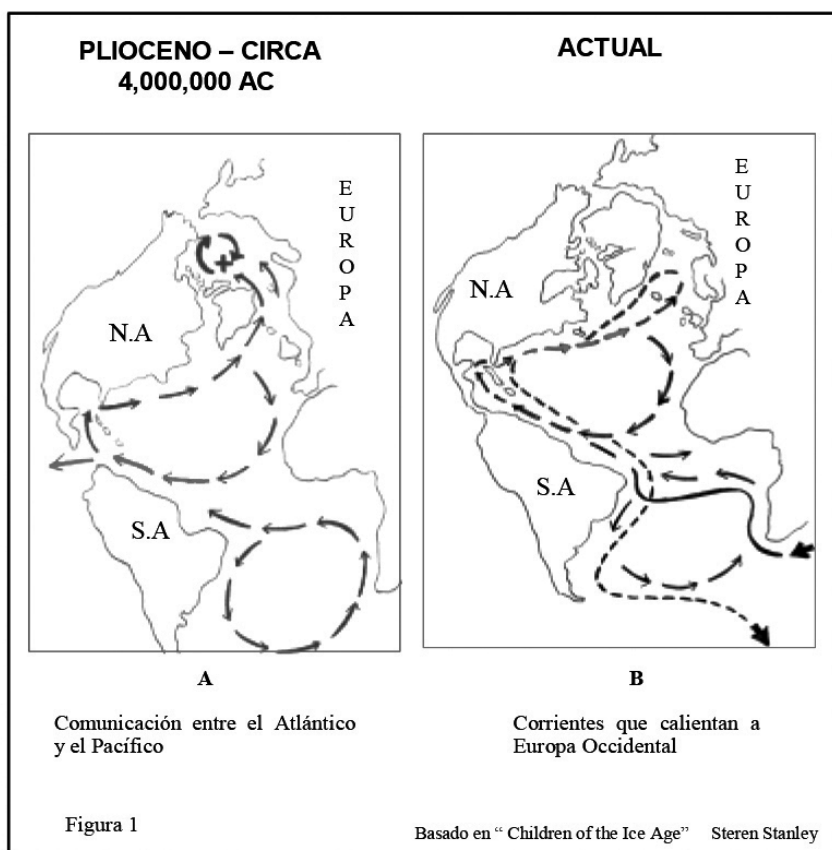 PLIOCENO – CIRCA
4,000,000 AC
ACTUAL
E
U
R
O
P
A
N.A
S.A
E
U
R
O
P
A
N.A
S.A
A
Comunicación entre el Atlántico
y el Pacífico
B
Corrientes que calientan a
Europa Occidental
Figura 1
Basado en “ Children of the Ice Age” Steren Stanley